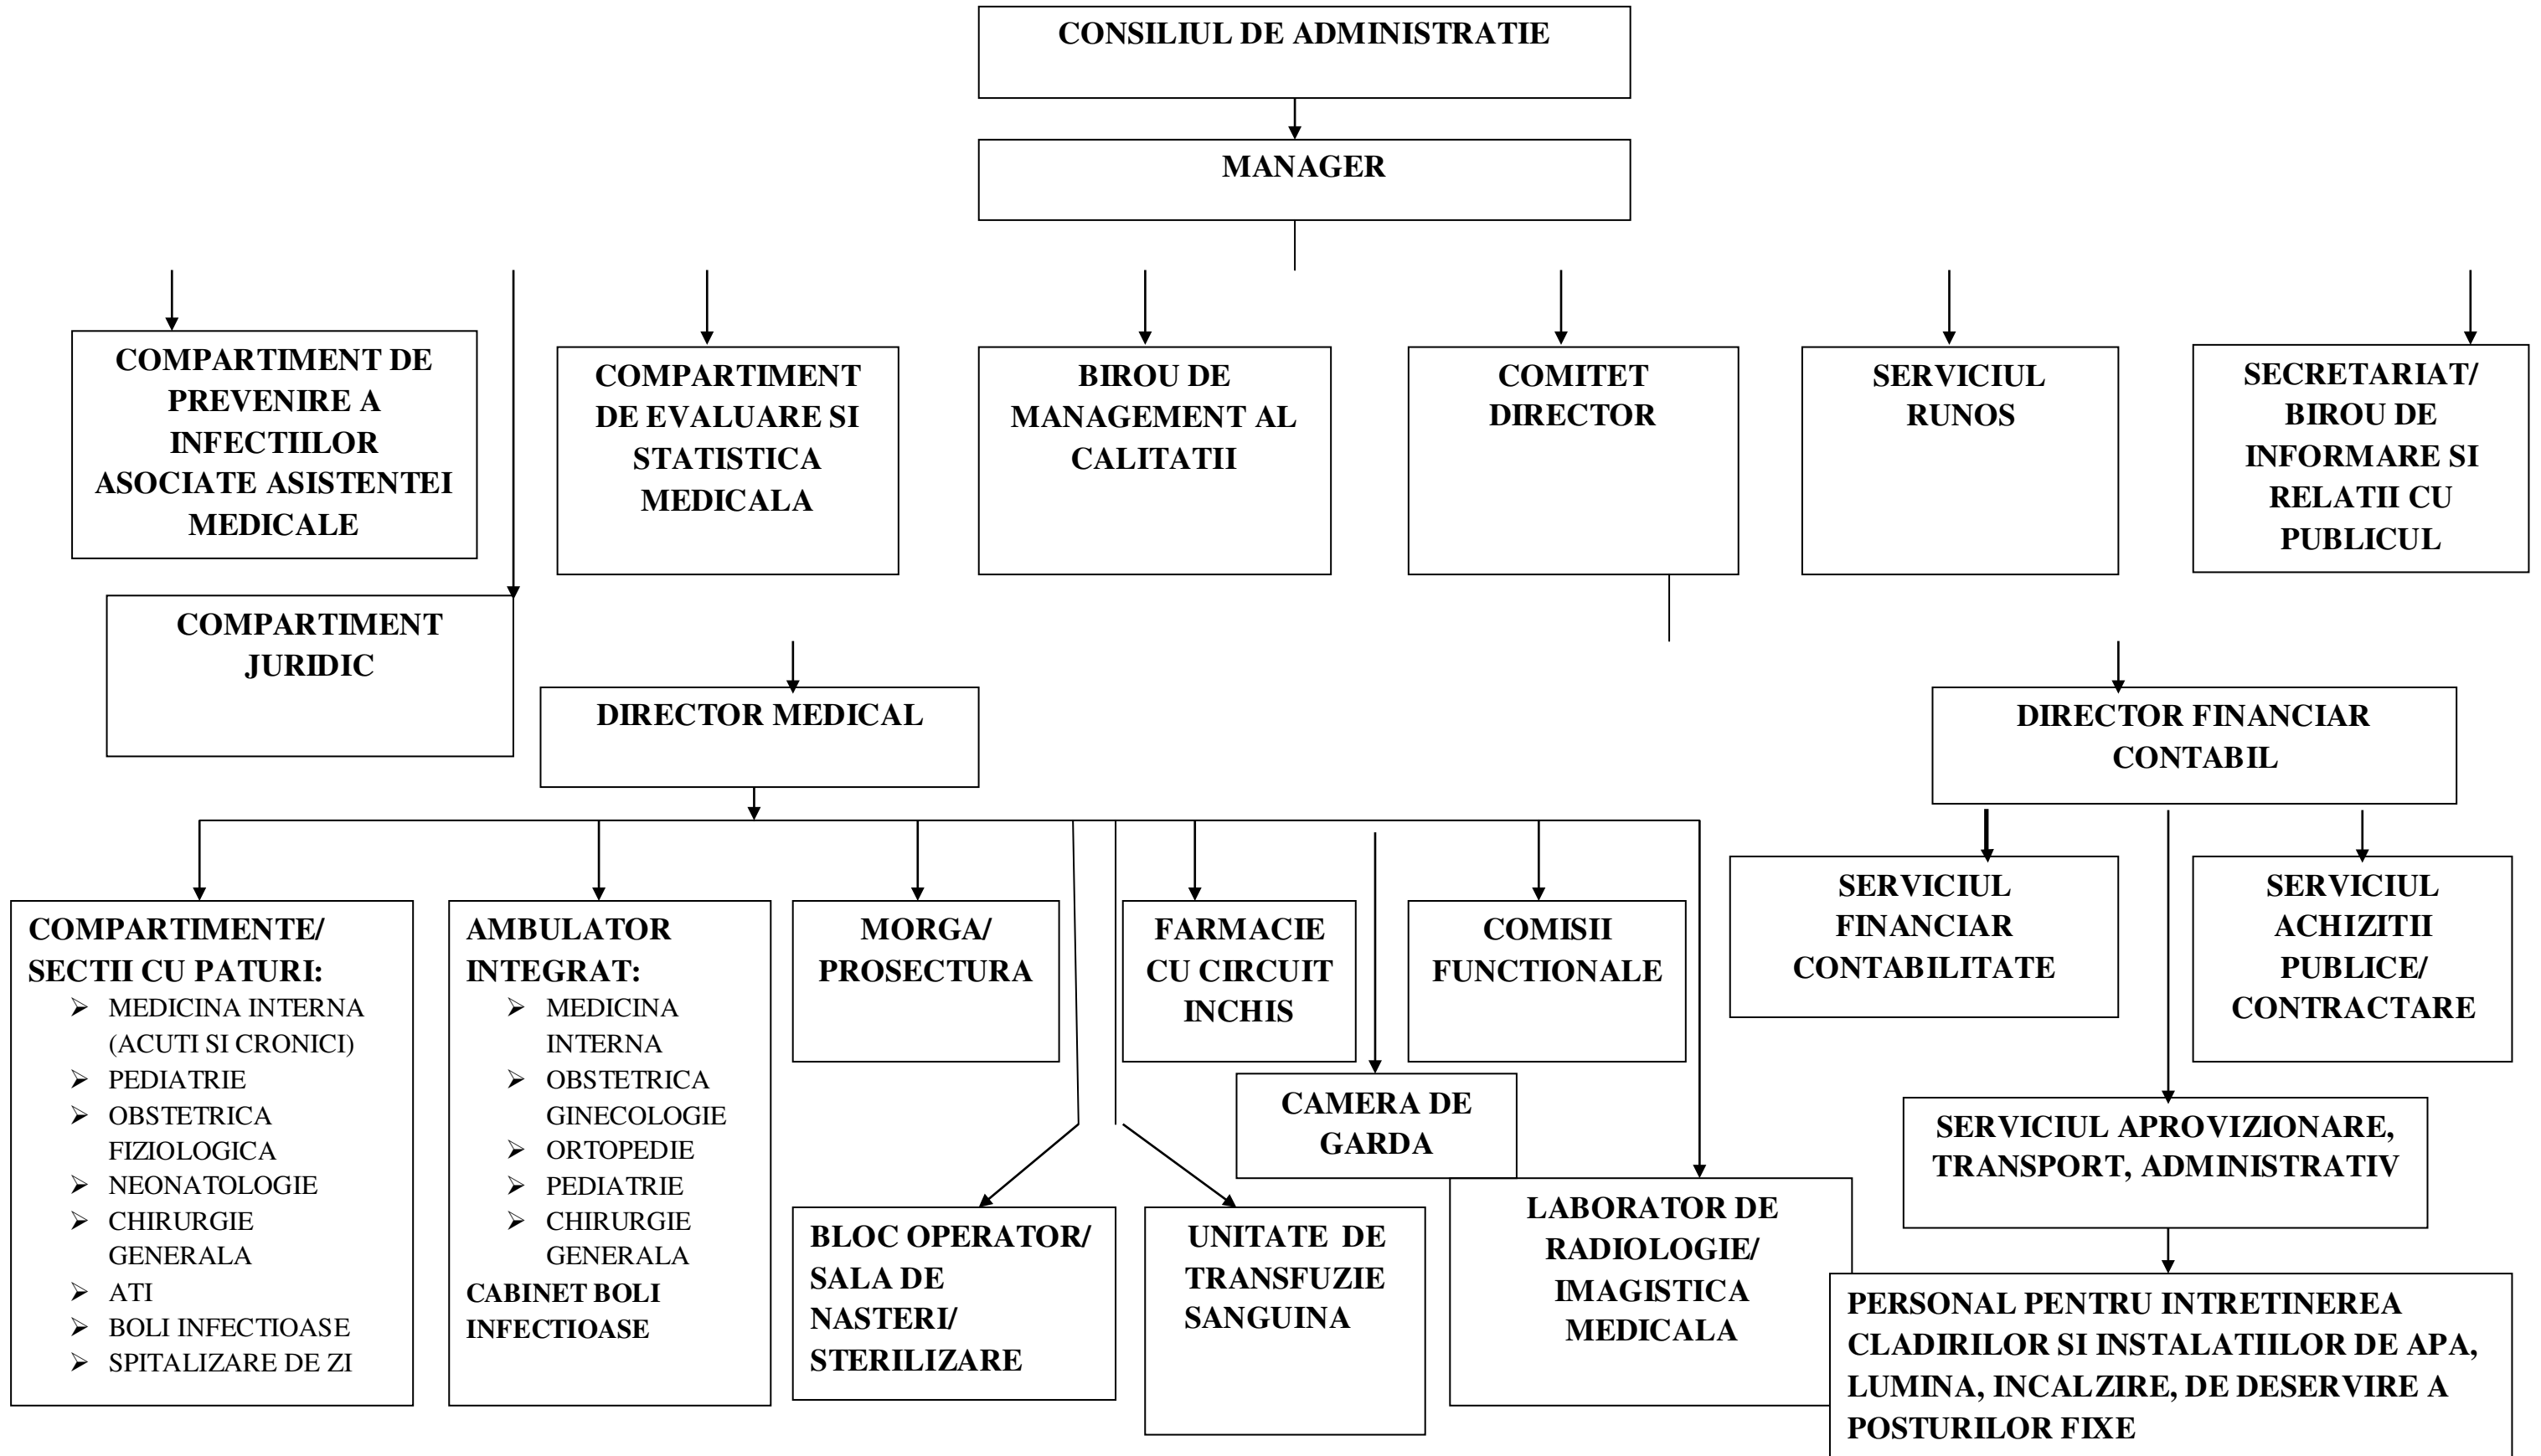 CONSILIUL DE ADMINISTRATIE
MANAGER
COMPARTIMENT DE
PREVENIRE A
INFECTIILOR
ASOCIATE ASISTENTEI
MEDICALE
COMPARTIMENT
DE EVALUARE SI
STATISTICA
MEDICALA
BIROU DE
MANAGEMENT AL
CALITATII
COMITET
DIRECTOR
SERVICIUL
RUNOS
SECRETARIAT/
BIROU DE
INFORMARE SI
RELATII CU
PUBLICUL
COMPARTIMENT
JURIDIC
DIRECTOR MEDICAL
DIRECTOR FINANCIAR
CONTABIL
COMPARTIMENTE/
SECTII CU PATURI:
➢ MEDICINA INTERNA
(ACUTI SI CRONICI)
➢ PEDIATRIE
➢ OBSTETRICA
FIZIOLOGICA
➢ NEONATOLOGIE
➢ CHIRURGIE
GENERALA
➢ ATI
➢ BOLI INFECTIOASE
➢ SPITALIZARE DE ZI
AMBULATOR
INTEGRAT:
➢ MEDICINA
INTERNA
➢ OBSTETRICA
GINECOLOGIE
➢ ORTOPEDIE
➢ PEDIATRIE
➢ CHIRURGIE
GENERALA
CABINET BOLI
INFECTIOASE
MORGA/
PROSECTURA
FARMACIE
CU CIRCUIT
INCHIS
COMISII
FUNCTIONALE
SERVICIUL
FINANCIAR
CONTABILITATE
SERVICIUL
ACHIZITII
PUBLICE/
CONTRACTARE
CAMERA DE
GARDA
SERVICIUL APROVIZIONARE,
TRANSPORT, ADMINISTRATIV
BLOC OPERATOR/
SALA DE
NASTERI/
STERILIZARE
UNITATE DE
TRANSFUZIE
SANGUINA
LABORATOR DE
RADIOLOGIE/
IMAGISTICA
MEDICALA
PERSONAL PENTRU INTRETINEREA
CLADIRILOR SI INSTALATIILOR DE APA,
LUMINA, INCALZIRE, DE DESERVIRE A
POSTURILOR FIXE